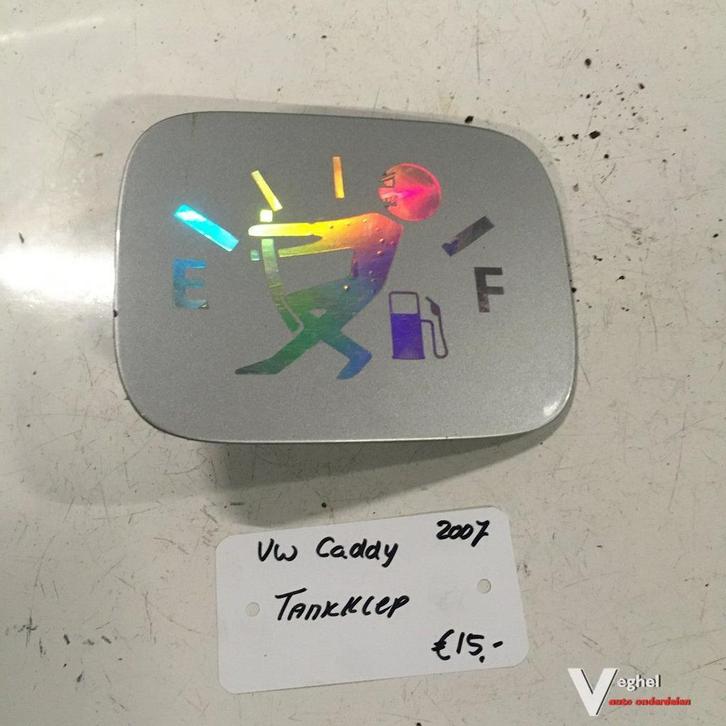 E
F
VW Caddy 2007
Tankklep
€15,-
Veghel
auto onderdelen